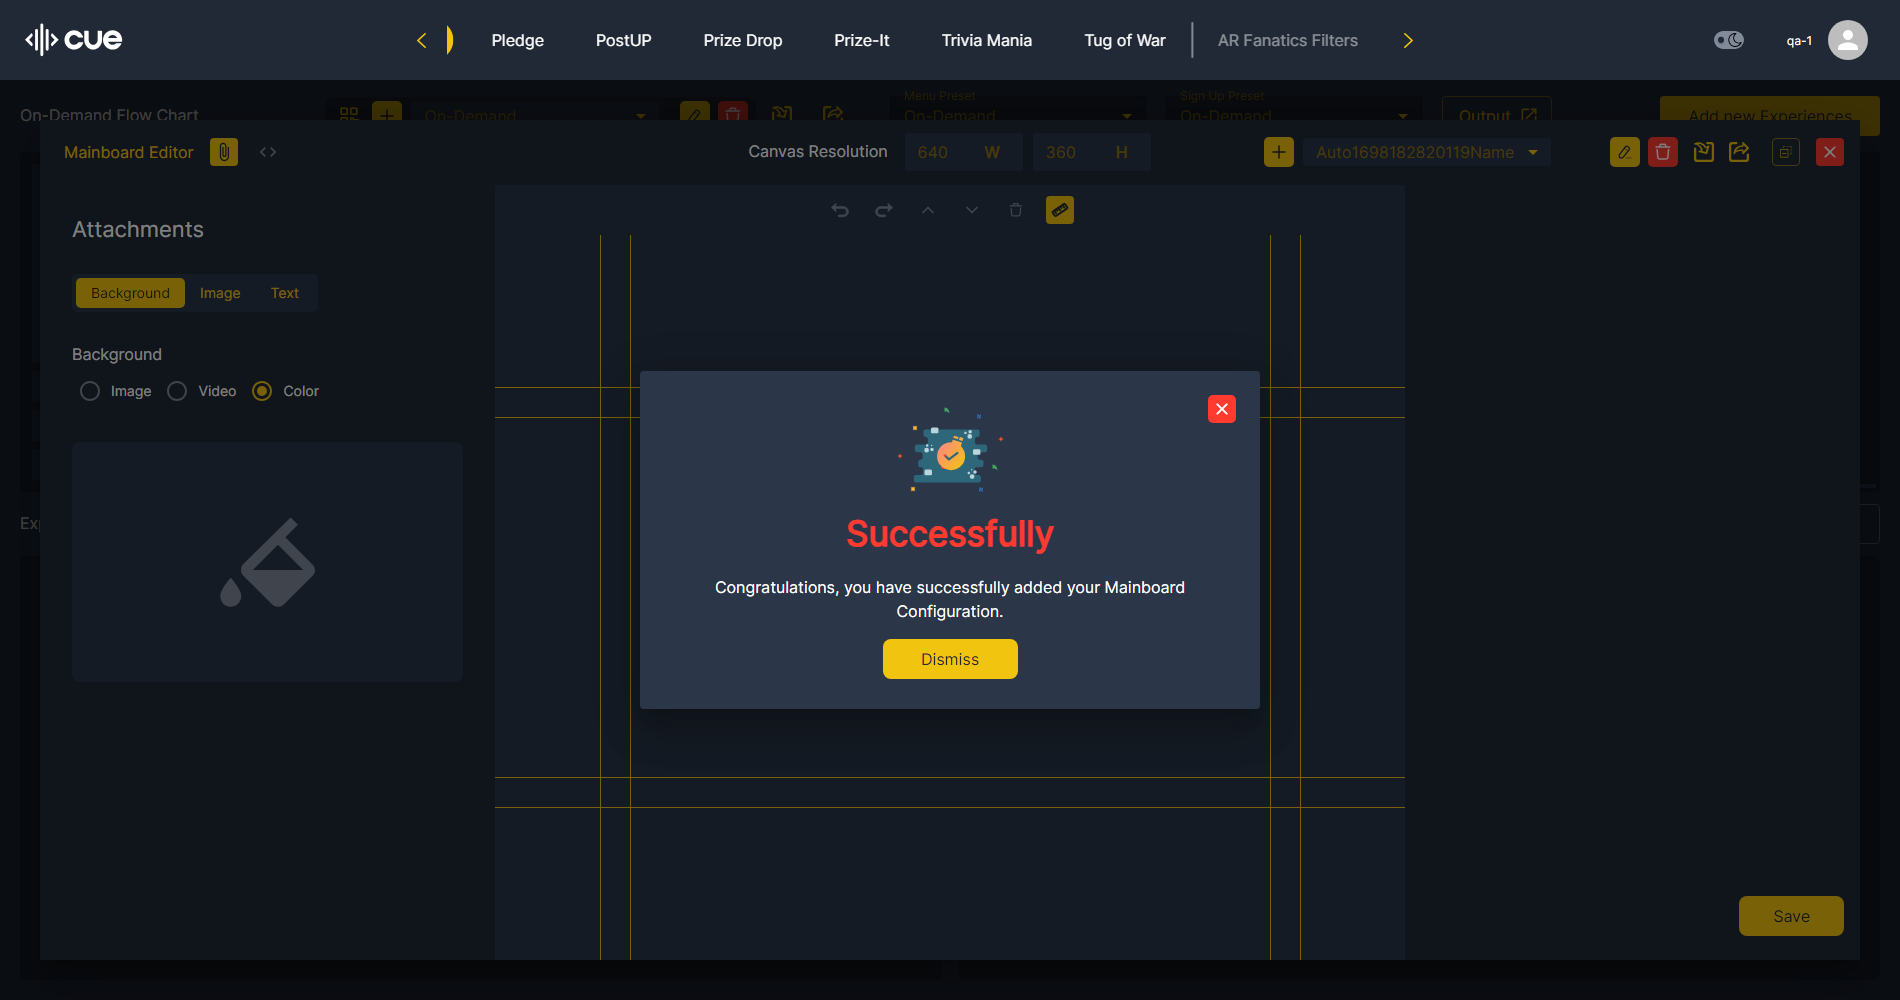 cue
Pledge
PostUP
Prize Drop
Prize-It
Trivia Mania
Tug of War
AR Fanatics Filters
qa-1
On-Demand Flow Chart
On-Demand
Menu Preset
On-Demand
Sign Up Preset
On-Demand
Output
Add new Experiences
Mainboard Editor
Canvas Resolution
640 W
360 H
Auto1698182820119Name
Attachments
Background
Image
Text
Background
Image
Video
Color
Successfully
Congratulations, you have successfully added your Mainboard
Configuration.
Dismiss
Save